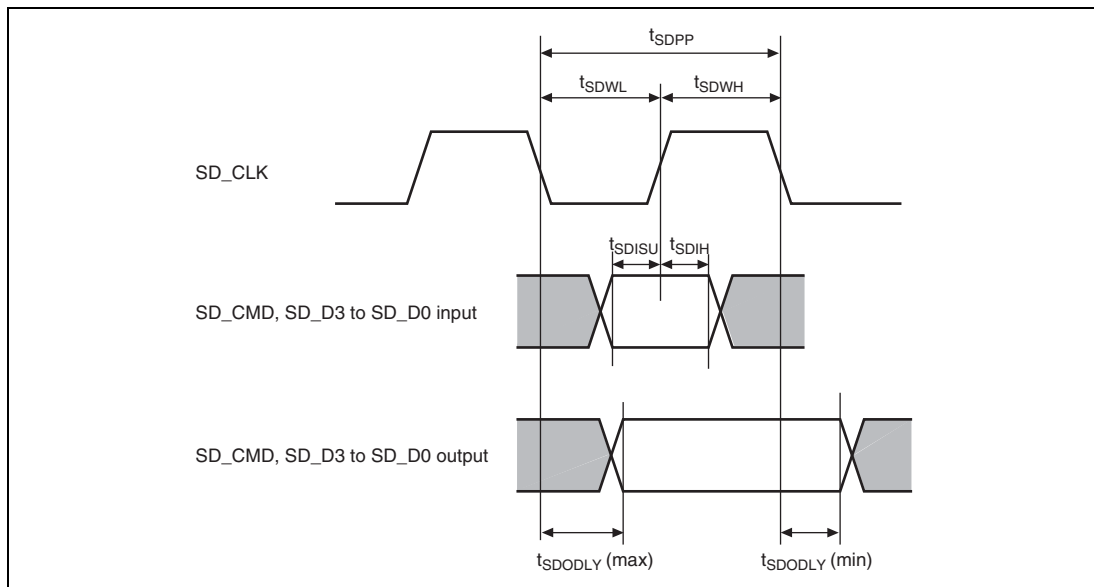 tSDPP
tSDWL tSDWH
SD_CLK
tSDISU tSDIH
SD_CMD, SD_D3 to SD_D0 input
SD_CMD, SD_D3 to SD_D0 output
tSDODLY (max) tSDODLY (min)